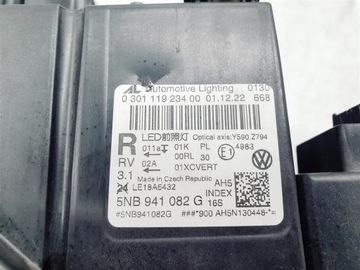 AL Automotive Lighting 0130
0 301 119 234 00 01.12.22 668
LED前照灯 Optical axis:Y590.Z794
R 011a 01K PL 4983
00RL 30 E1
RV 02A 01XCVERT
3.1 Made in Czech Republic
LE18A6432 AH5
5NB 941 082 G INDEX
16S
#5NB941082G ###*900 AH5N130448-*=